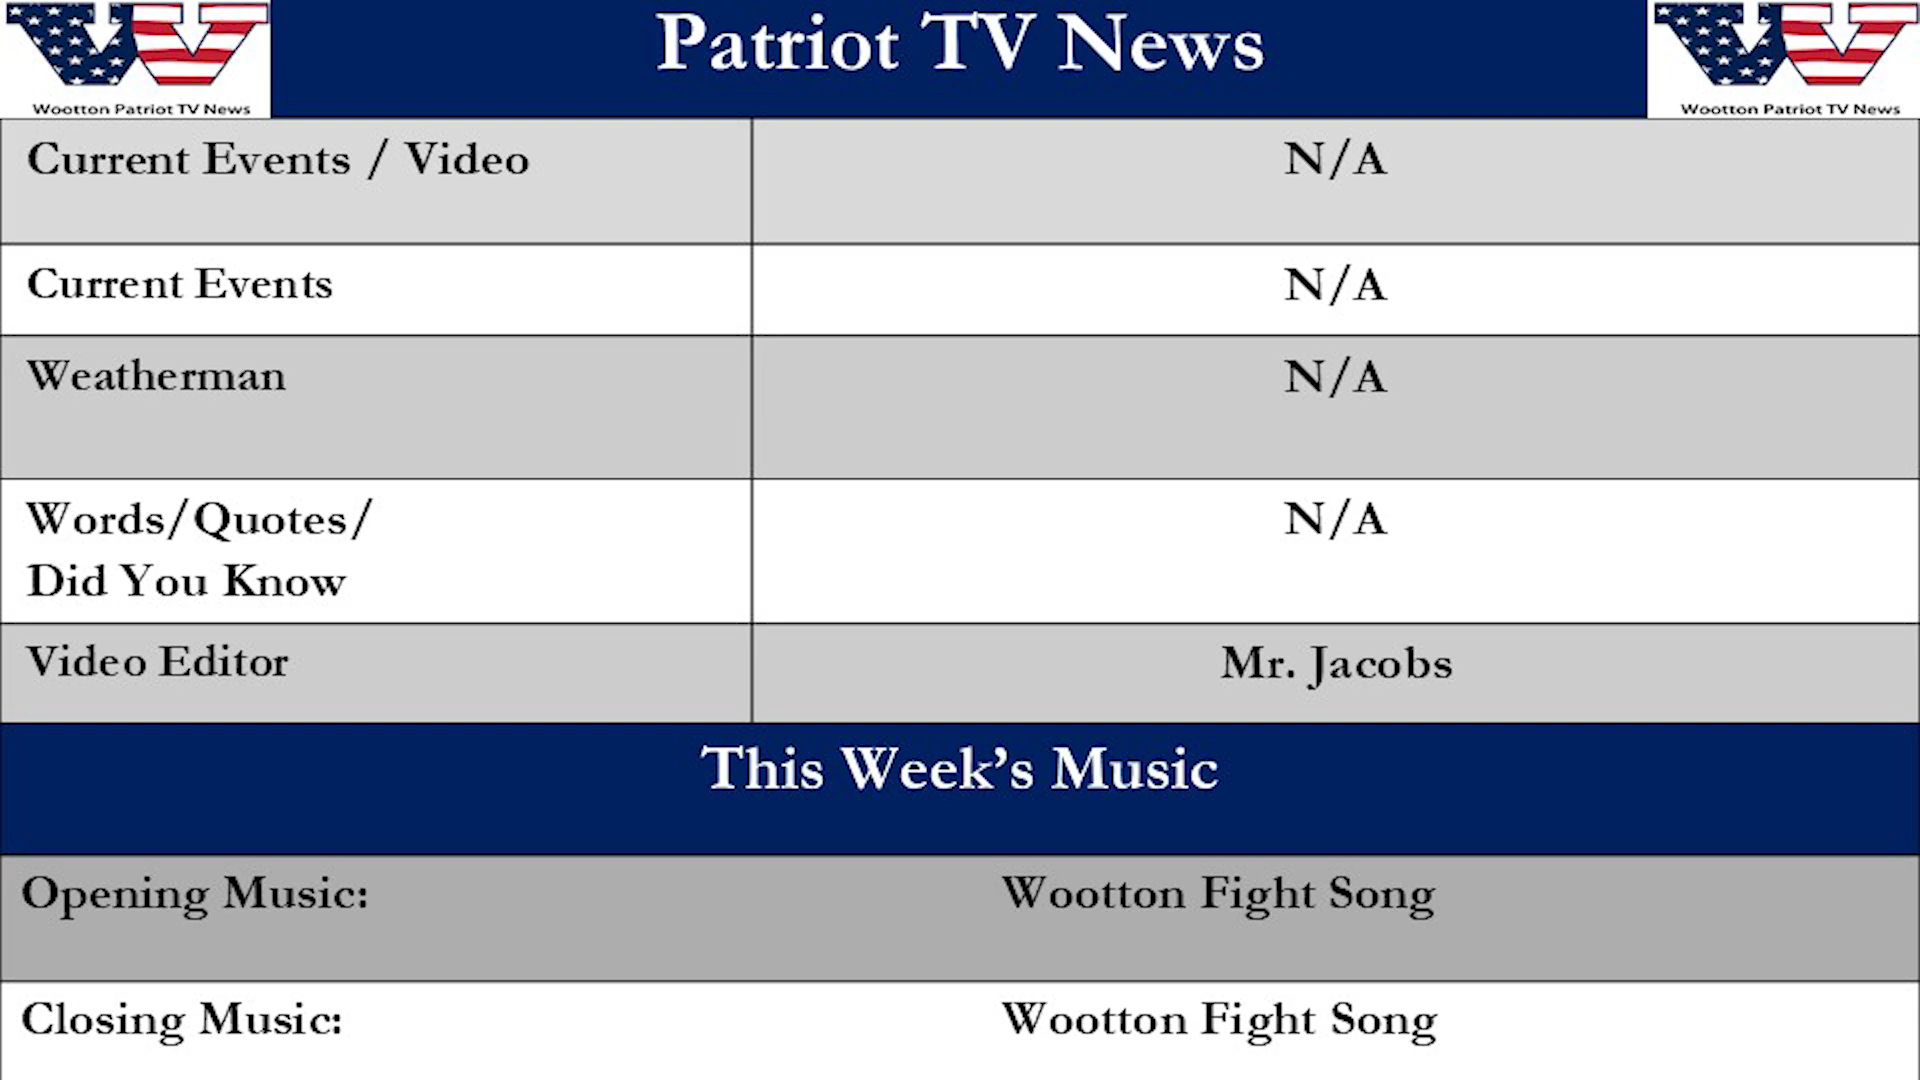 Patriot TV News
Wootton Patriot TV News
Wootton Patriot TV News
Current Events / Video
N/A
Current Events
N/A
Weatherman
N/A
Words/Quotes/
Did You Know
N/A
Video Editor
Mr. Jacobs
This Week’s Music
Opening Music:
Wootton Fight Song
Closing Music:
Wootton Fight Song